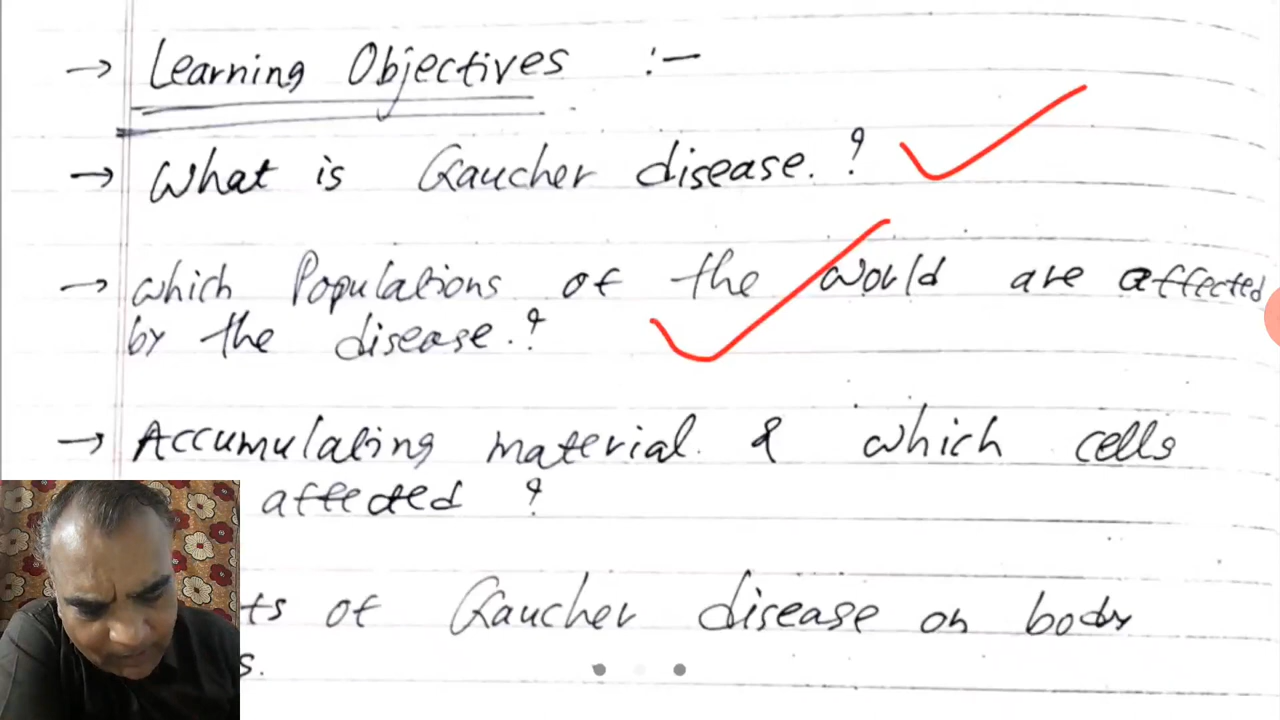 → Learning Objectives :-
→ What is Gaucher disease.?
→ which Populations of the world are affected
by the disease.?
→ Accumulating material. & which cells
affected ?
ts of Gaucher disease on body
s.